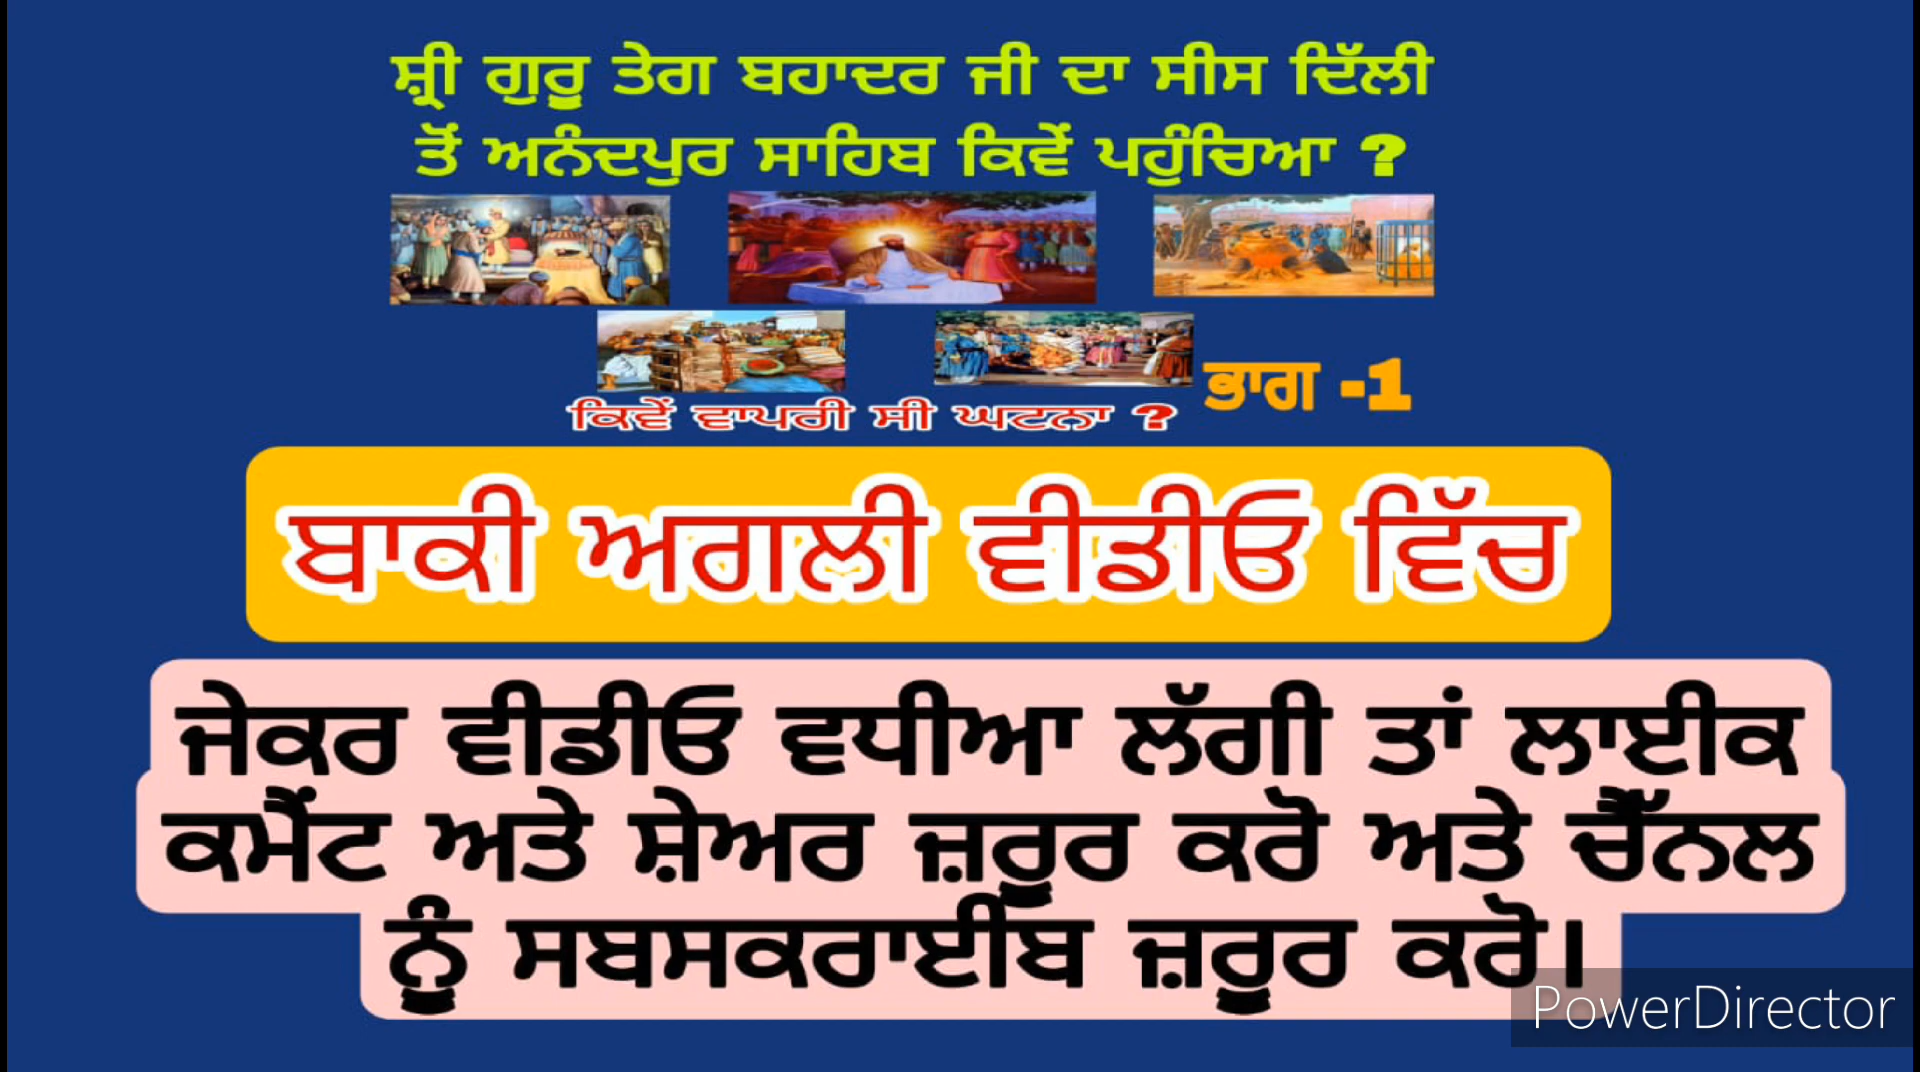 ਸ਼੍ਰੀ ਗੁਰੂ ਤੇਗ ਬਹਾਦਰ ਜੀ ਦਾ ਸੀਸ ਦਿੱਲੀ
ਤੋਂ ਅਨੰਦਪੁਰ ਸਾਹਿਬ ਕਿਵੇਂ ਪਹੁੰਚਿਆ ?
ਭਾਗ -1
ਕਿਵੇਂ ਵਾਪਰੀ ਸੀ ਘਟਨਾ ?
ਬਾਕੀ ਅਗਲੀ ਵੀਡੀਓ ਵਿੱਚ
ਜੇਕਰ ਵੀਡੀਓ ਵਧੀਆ ਲੱਗੀ ਤਾਂ ਲਾਈਕ
ਕਮੈਂਟ ਅਤੇ ਸ਼ੇਅਰ ਜ਼ਰੂਰ ਕਰੋ ਅਤੇ ਚੈੱਨਲ
ਨੂੰ ਸਬਸਕਰਾਈਬ ਜ਼ਰੂਰ ਕਰੋ।
PowerDirector